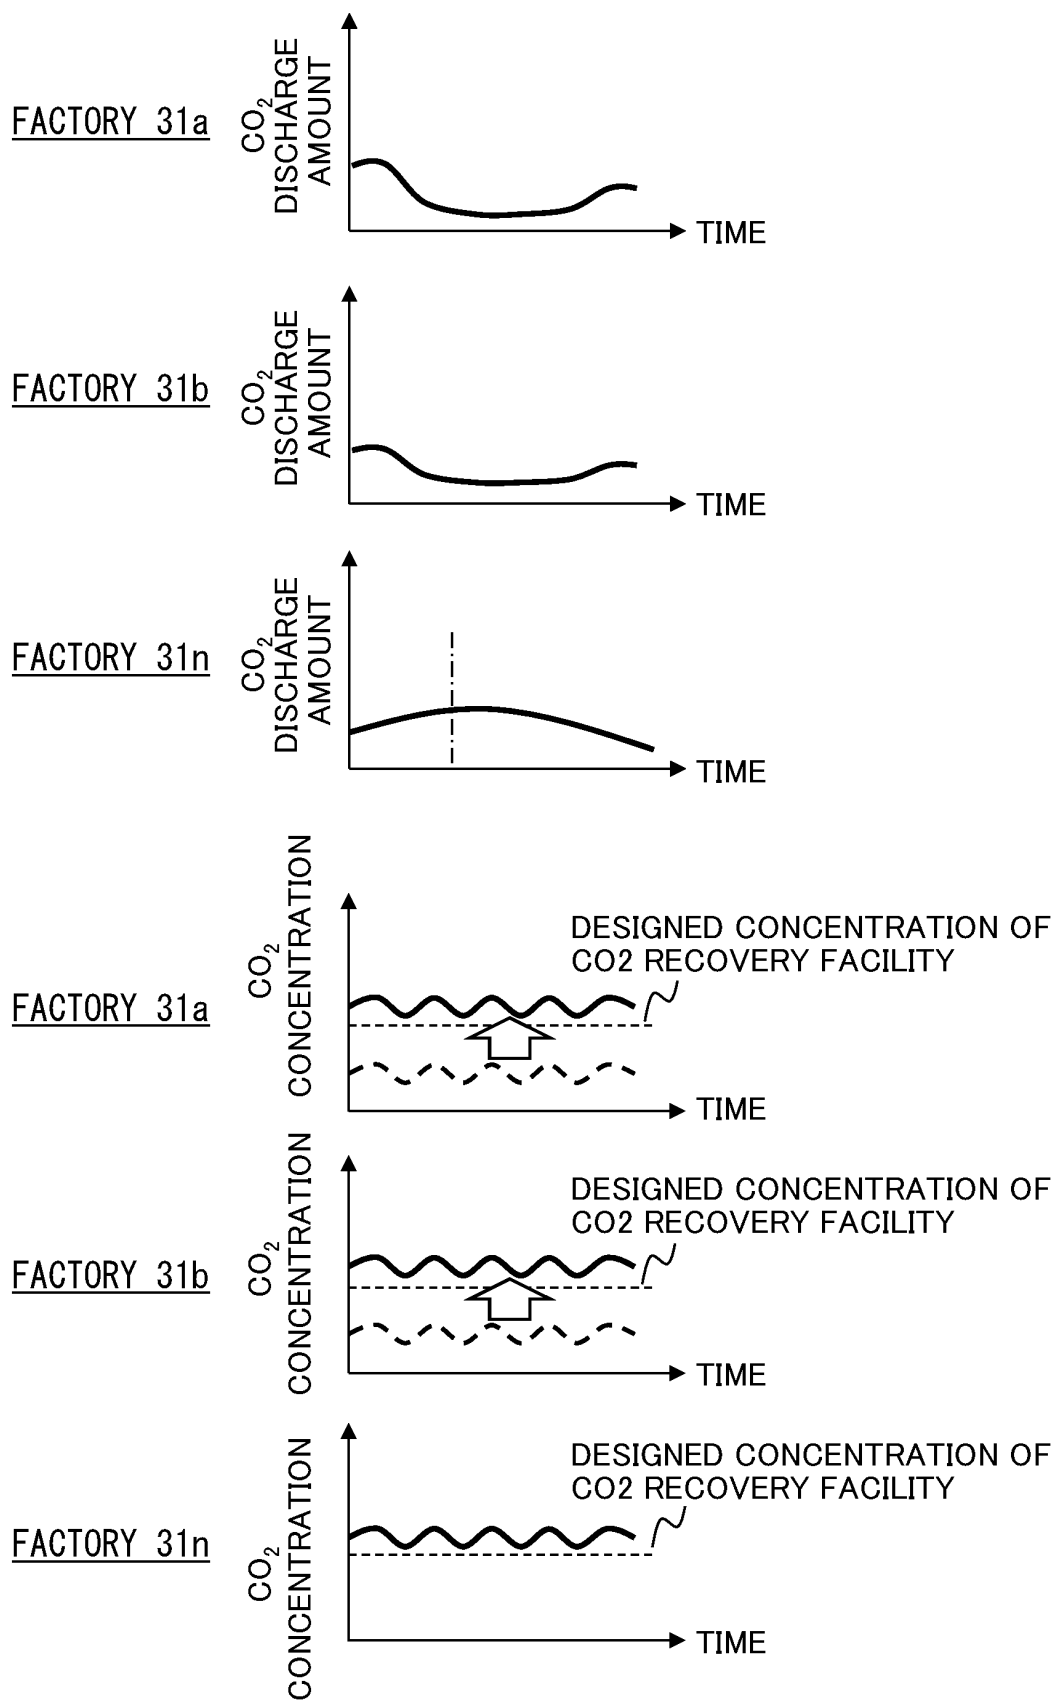 FACTORY 31a
CO2
DISCHARGE
AMOUNT
TIME
FACTORY 31b
CO2
DISCHARGE
AMOUNT
TIME
FACTORY 31n
CO2
DISCHARGE
AMOUNT
TIME
FACTORY 31a
CO2
CONCENTRATION
DESIGNED CONCENTRATION OF
CO2 RECOVERY FACILITY
TIME
FACTORY 31b
CO2
CONCENTRATION
DESIGNED CONCENTRATION OF
CO2 RECOVERY FACILITY
TIME
FACTORY 31n
CO2
CONCENTRATION
DESIGNED CONCENTRATION OF
CO2 RECOVERY FACILITY
TIME